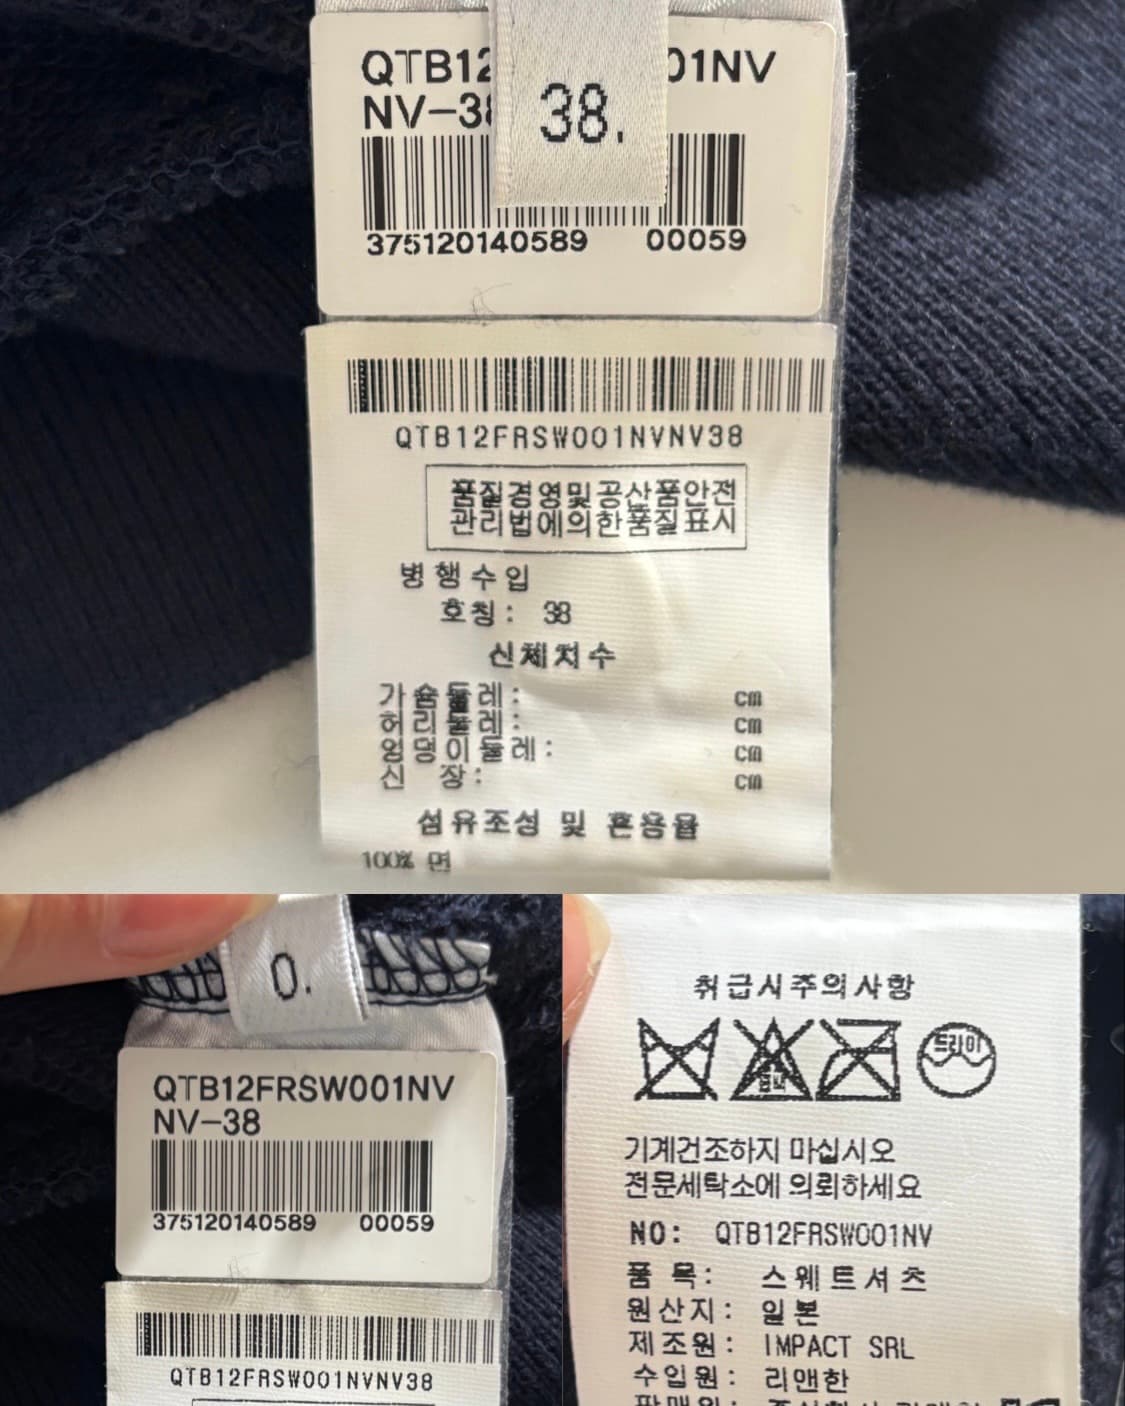 38.
QTB12 01NV
NV-38
375120140589 00059
QTB12FRSW001NVNV38
품질경영및공산품안전
관리법에의한품질표시
병행수입
호칭: 38
신체치수
가슴둘레: cm
허리둘레: cm
엉덩이둘레: cm
신 장: cm
섬유조성 및 혼용율
100% 면
0.
QTB12FRSW001NV
NV-38
375120140589 00059
QTB12FRSW001NVNV38
취급시주의사항
드라이
기계건조하지 마십시오
전문세탁소에 의뢰하세요
NO: QTB12FRSW001NV
품 목: 스웨트셔츠
원산지: 일본
제조원: IMPACT SRL
수입원: 리앤한